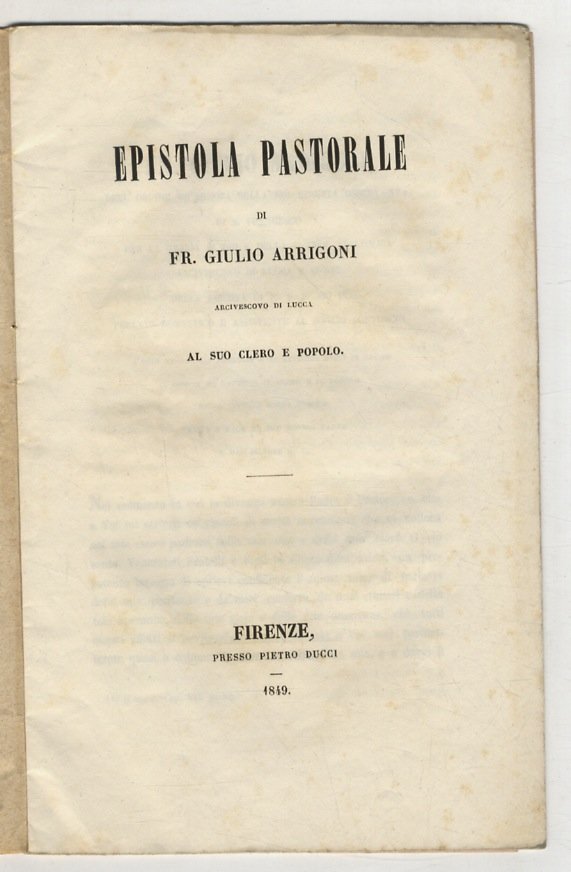 EPISTOLA PASTORALE
DI
FR. GIULIO ARRIGONI
ARCIVESCOVO DI LUCCA
AL SUO CLERO E POPOLO.
FIRENZE,
PRESSO PIETRO DUCCI
1849.